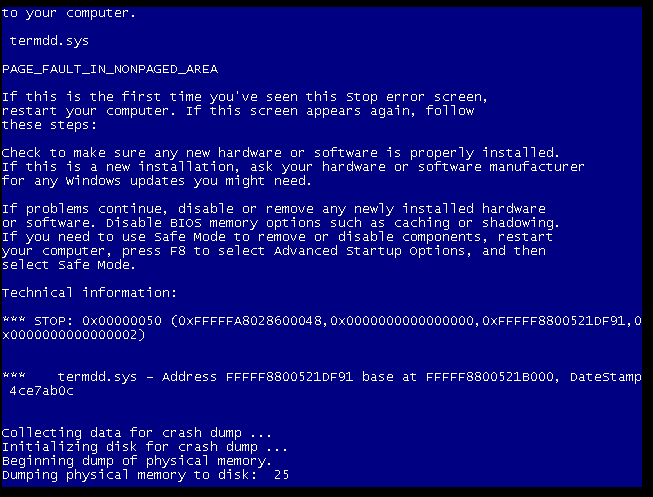 to your computer.
termdd.sys
PAGE_FAULT_IN_NONPAGED_AREA
If this is the first time you've seen this Stop error screen,
restart your computer. If this screen appears again, follow
these steps:
Check to make sure any new hardware or software is properly installed.
If this is a new installation, ask your hardware or software manufacturer
for any Windows updates you might need.
If problems continue, disable or remove any newly installed hardware
or software. Disable BIOS memory options such as caching or shadowing.
If you need to use Safe Mode to remove or disable components, restart
your computer, press F8 to select Advanced Startup Options, and then
select Safe Mode.
Technical information:
*** STOP: 0x00000050 (0xFFFFFA8028600048,0x0000000000000000,0xFFFFF8800521DF91,0
x0000000000000002)
***    termdd.sys - Address FFFFF8800521DF91 base at FFFFF8800521B000, DateStamp
4ce7ab0c
Collecting data for crash dump ...
Initializing disk for crash dump ...
Beginning dump of physical memory.
Dumping physical memory to disk:  25